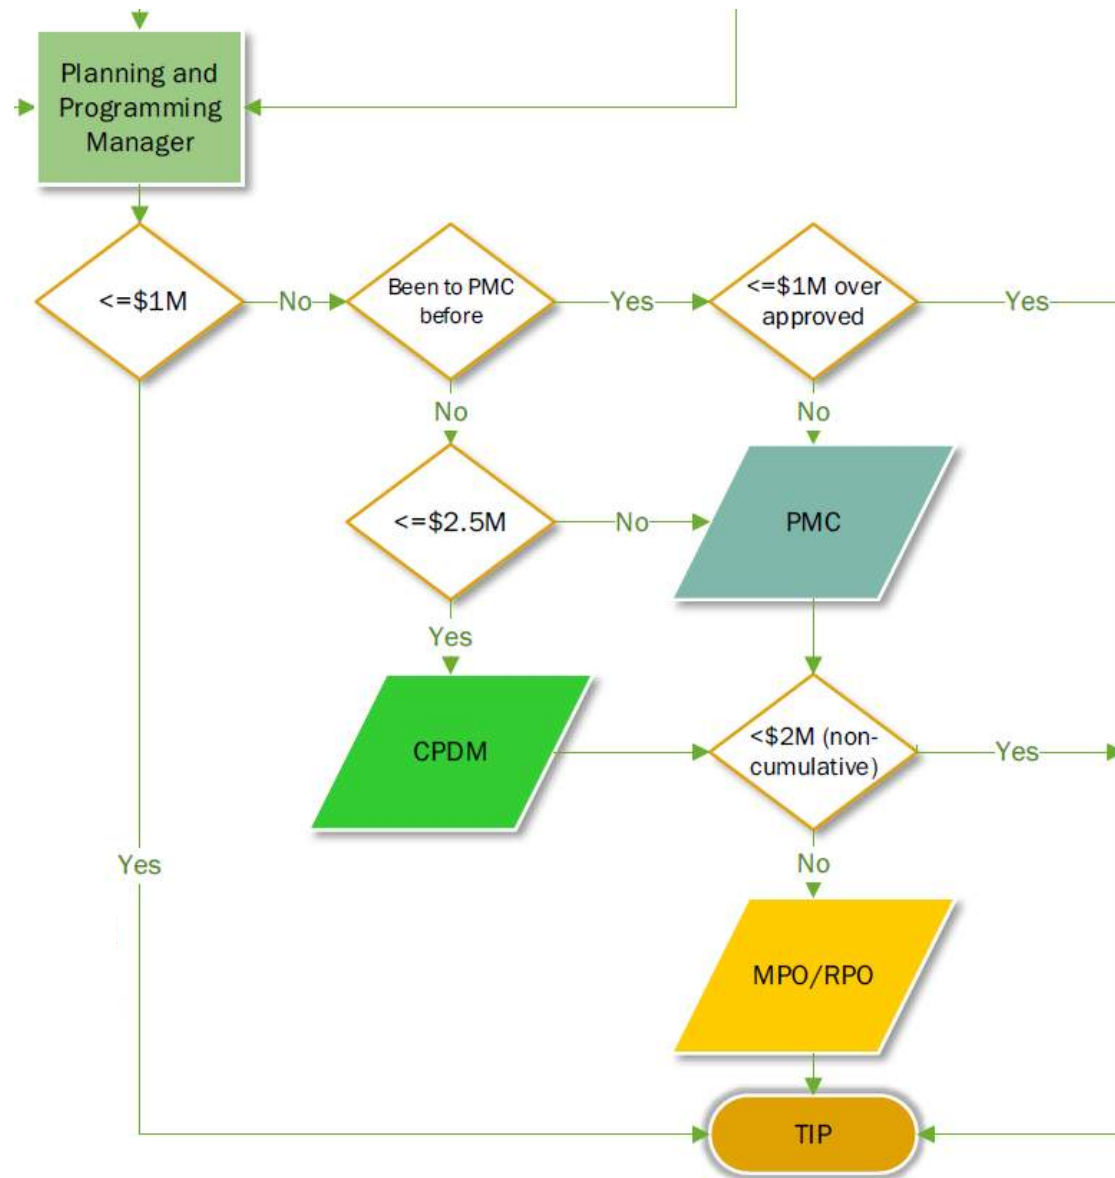 Planning and
Programming
Manager
<=$1M
No
Been to PMC
before
Yes
<=$1M over
approved
Yes
No
No
<=$2.5M
No
PMC
Yes
CPDM
<$2M (non-
cumulative)
Yes
Yes
No
MPO/RPO
TIP